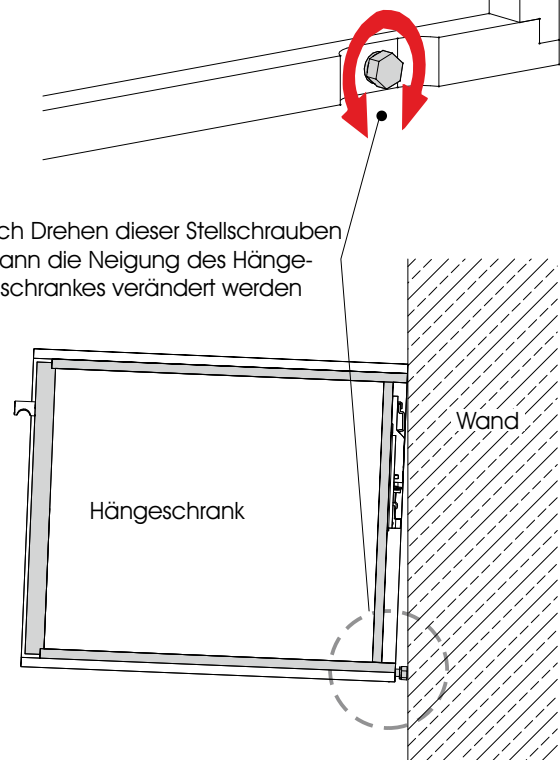 ch Drehen dieser Stellschrauben
ann die Neigung des Hänge-
schrankes verändert werden
Wand
Hängeschrank